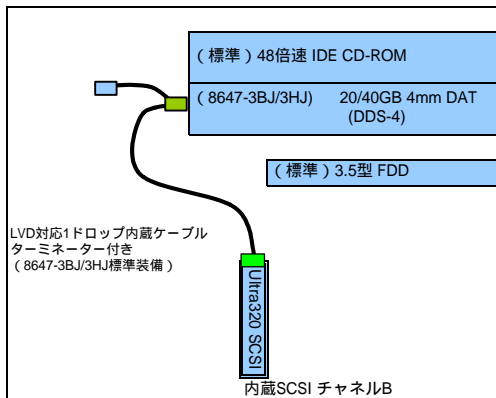 (標準) 48倍速 IDE CD-ROM
(8647-3BJ/3HJ) 20/40GB 4mm DAT
(DDS-4)
(標準) 3.5型 FDD
LVD対応1ドロップ内蔵ケーブル
ターミネーター付き
(8647-3BJ/3HJ標準装備)
Ultra320 SCSI
内蔵SCSI チャネルB